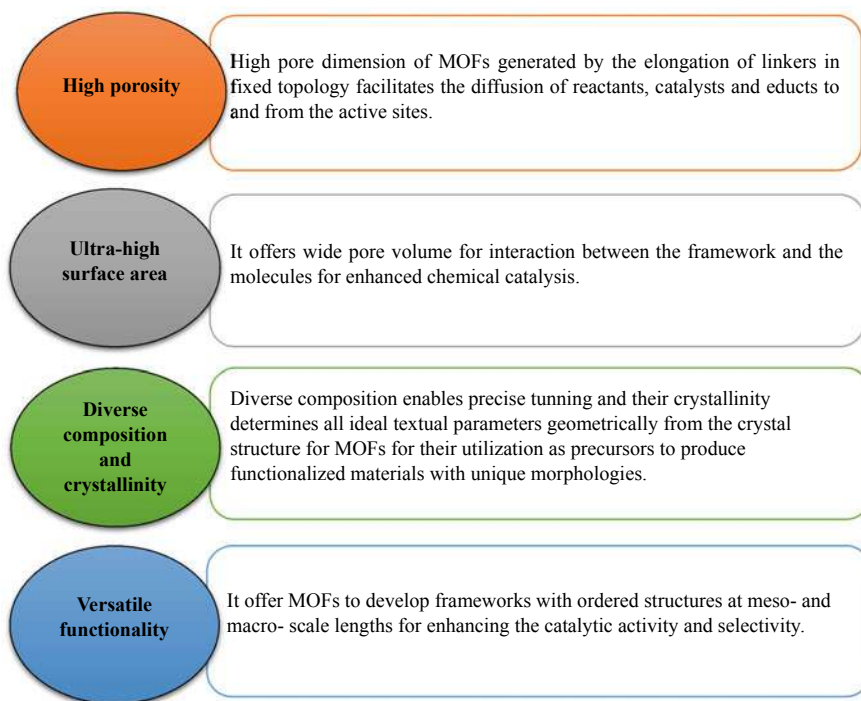 High porosity
High pore dimension of MOFs generated by the elongation of linkers in
fixed topology facilitates the diffusion of reactants, catalysts and educts to
and from the active sites.
Ultra-high
surface area
It offers wide pore volume for interaction between the framework and the
molecules for enhanced chemical catalysis.
Diverse
composition
and
crystallinity
Diverse composition enables precise tunning and their crystallinity
determines all ideal textual parameters geometrically from the crystal
structure for MOFs for their utilization as precursors to produce
functionalized materials with unique morphologies.
Versatile
functionality
It offer MOFs to develop frameworks with ordered structures at meso- and
macro- scale lengths for enhancing the catalytic activity and selectivity.